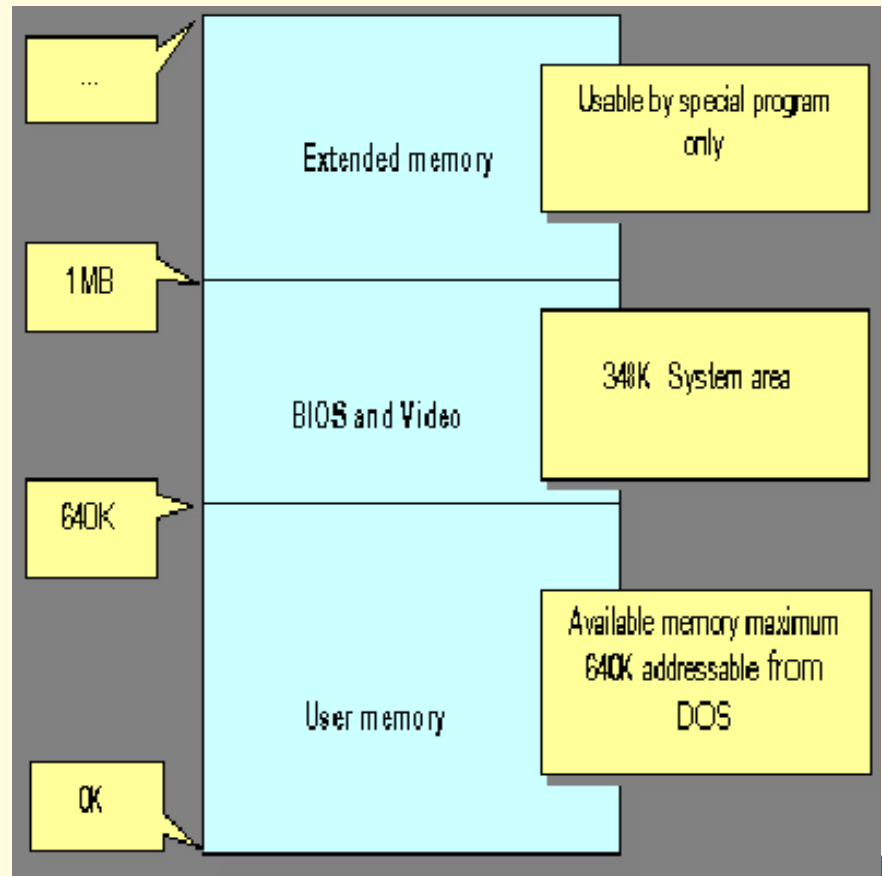 ...
Usable by special program
only
Extended memory
1MB
348K System area
BIOS and Video
640K
Available memory maximum
640K addressable from
DOS
User memory
0K